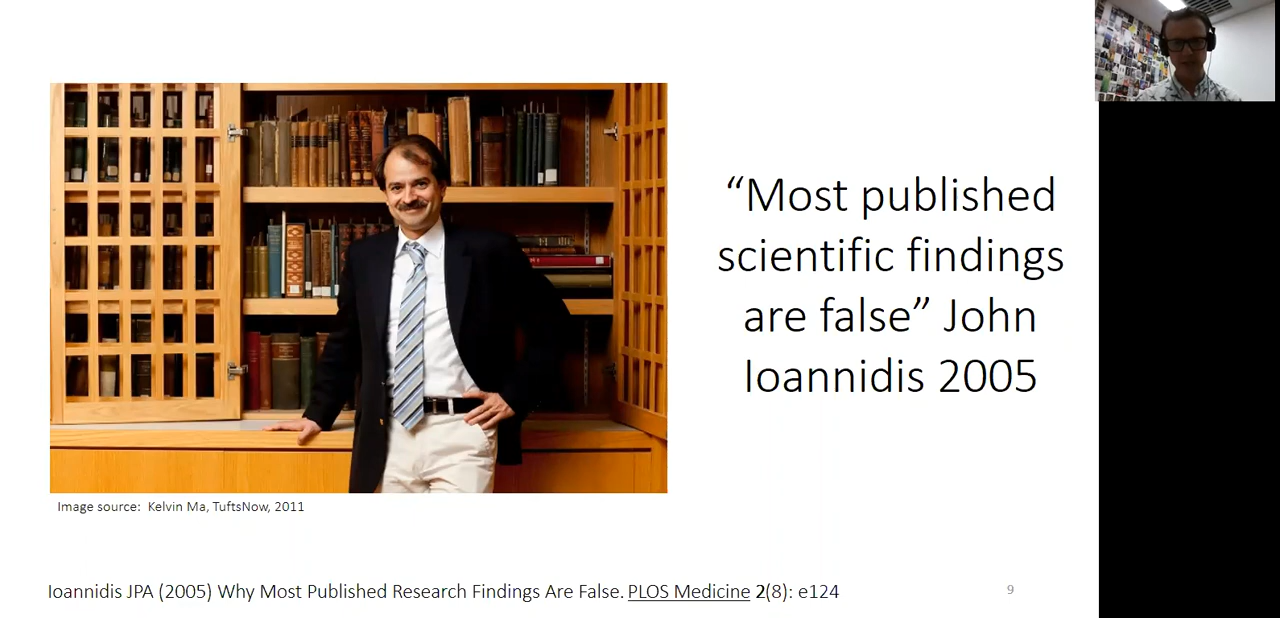 “Most published
scientific findings
are false” John
Ioannidis 2005
Image source:  Kelvin Ma, TuftsNow, 2011
Ioannidis JPA (2005) Why Most Published Research Findings Are False. PLOS Medicine 2(8): e124
9